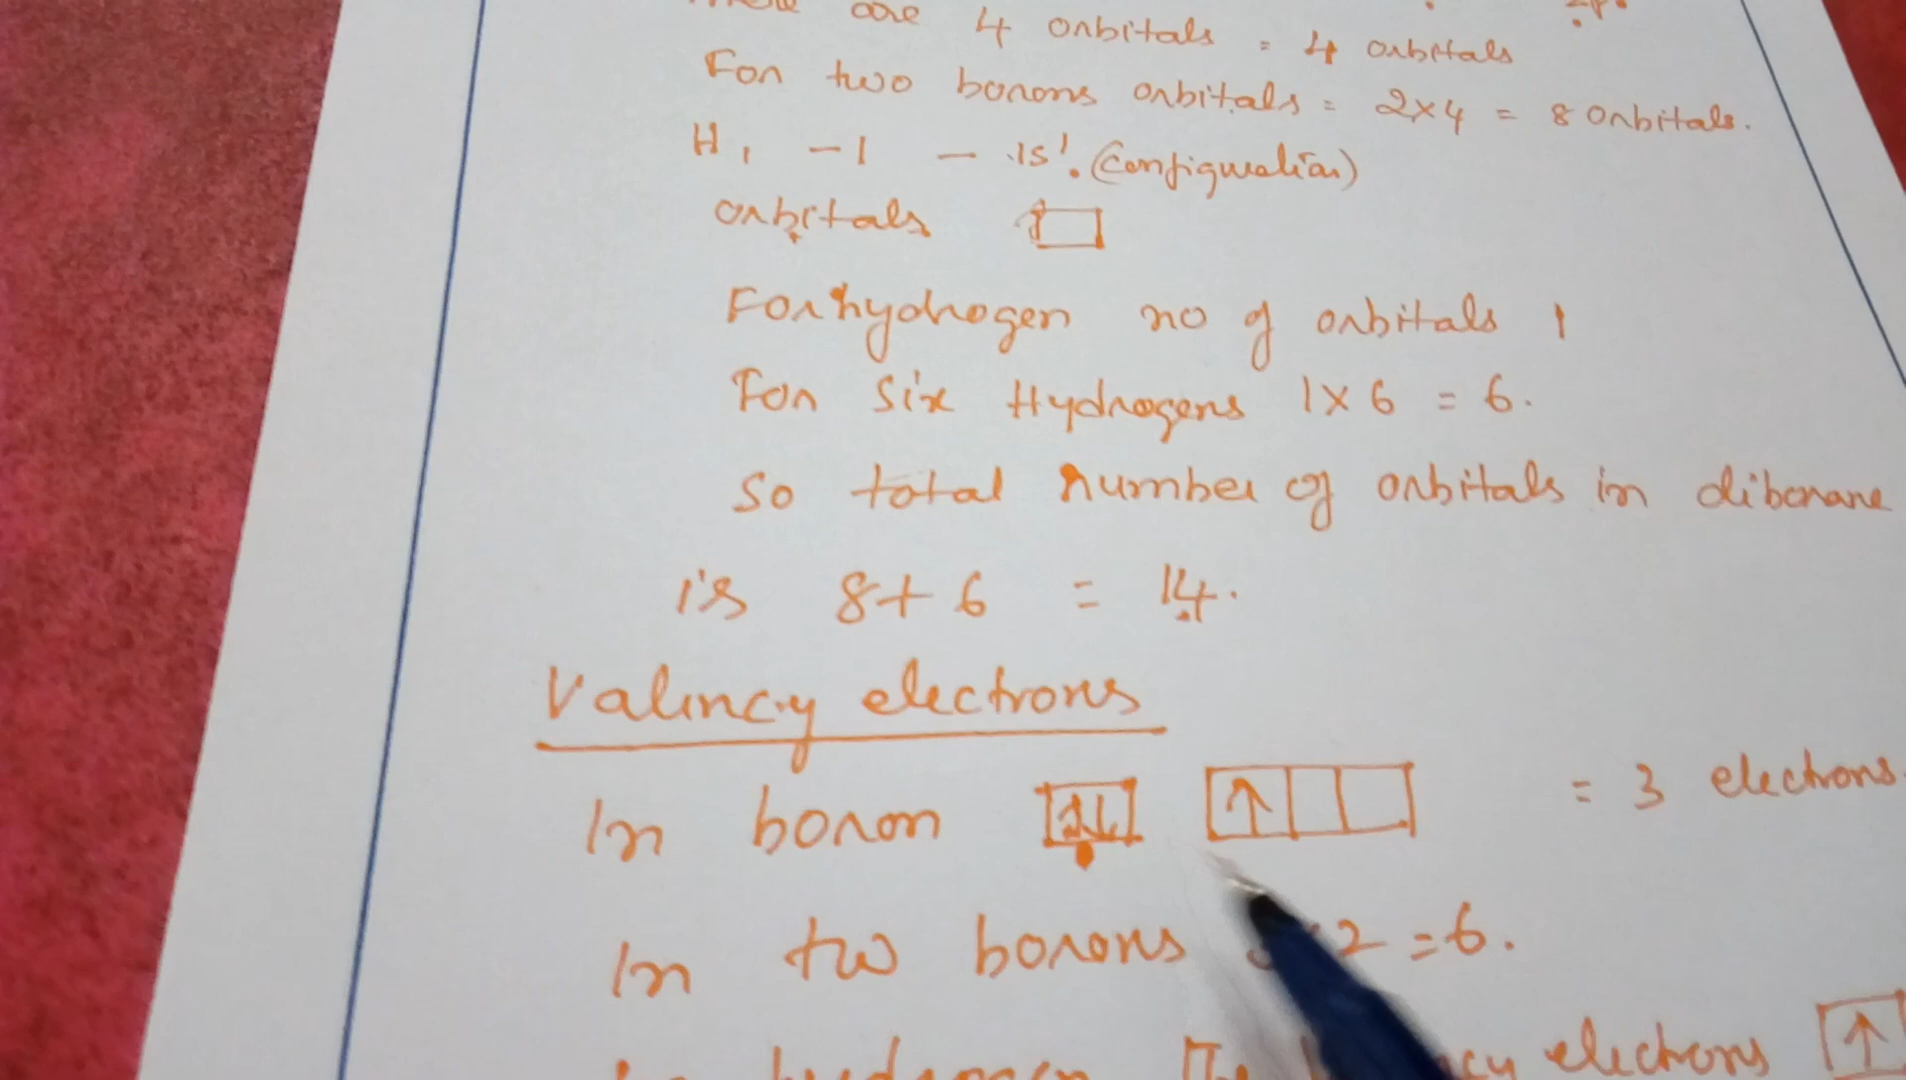 are 4 orbitals = 4 orbitals
For two borons orbitals = 2×4 = 8 orbitals.
H, -1 - 1s¹. (Configuration)
orbitals
For hydrogen no of orbitals 1
For Six Hydrogens 1×6 = 6.
So total number of orbitals in diborane
is 8+6 = 14.
Valincy electrons
In boron ↑↓ ↑ = 3 electrons.
In two borons 2 = 6.
electrons ↑